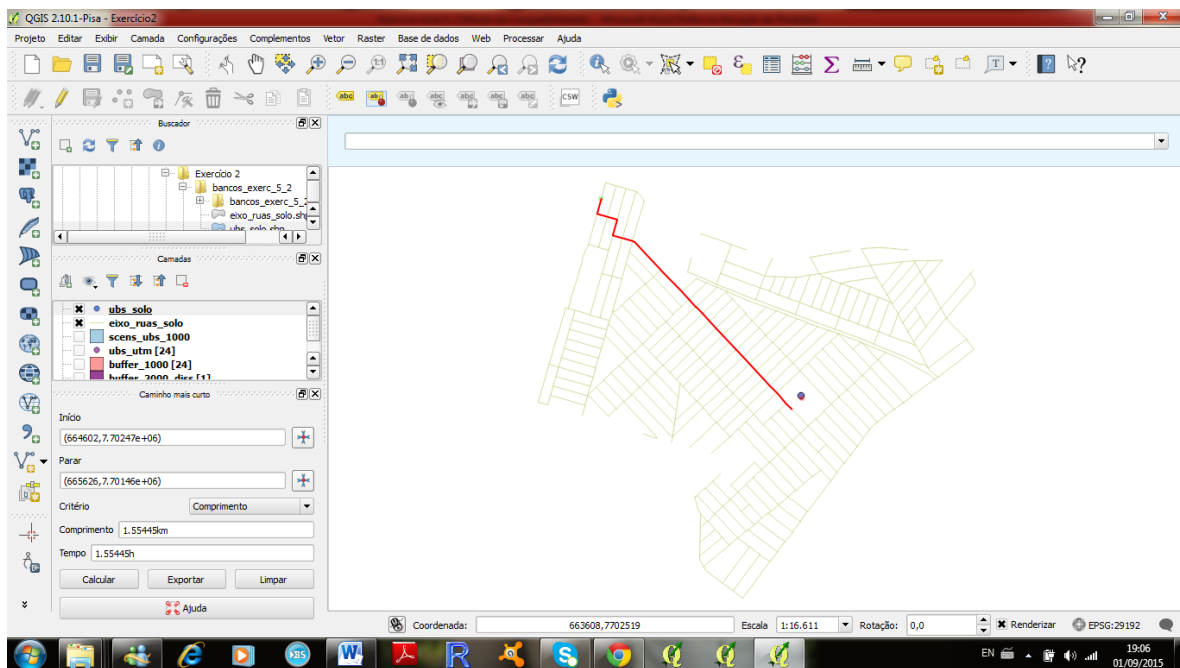 QGIS 2.10.1-Pisa - Exercício2
Projeto Editar Exibir Camada Configurações Complementos Vetor Raster Base de dados Web Processar Ajuda
Buscador
Exercício 2
bancos_exerc_5_2
bancos_exerc_5_2
eixo_ruas_solo.shp
Camadas
ubs_solo
eixo_ruas_solo
scens_ubs_1000
ubs_utm [24]
buffer_1000 [24]
buffer_2000_diss [1]
Caminho mais curto
Início
(664602,7.70247e+06)
Parar
(665626,7.70146e+06)
Critério Comprimento
Comprimento 1.55445km
Tempo 1.55445h
Calcular Exportar Limpar
Ajuda
Coordenada: 663608,7702519 Escala 1:16.611 Rotação: 0,0 Renderizar EPSG:29192
EN 19:06
01/09/2015